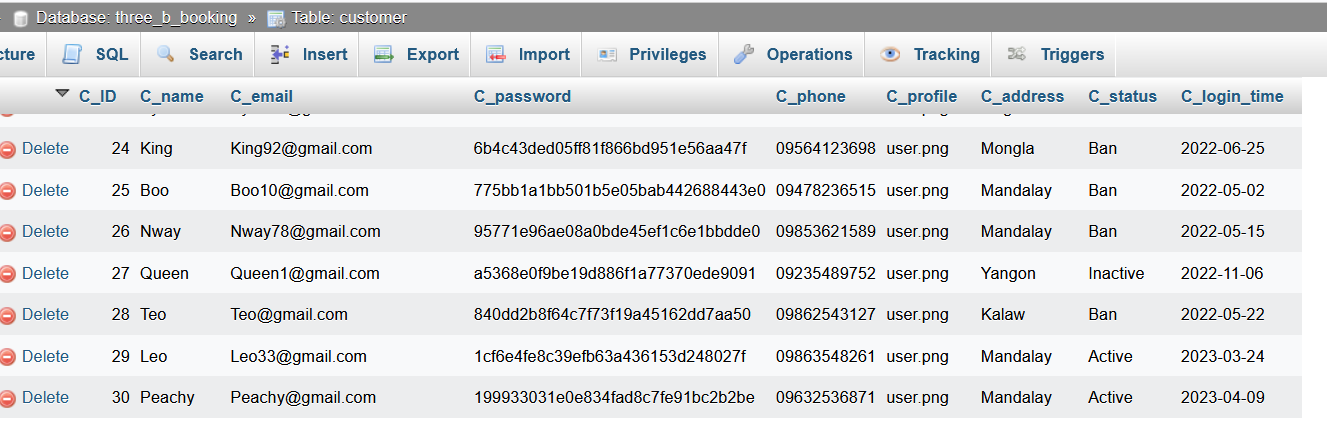 Database: three_b_booking » Table: customer
cture SQL Search Insert Export Import Privileges Operations Tracking Triggers
C_ID C_name C_email C_password C_phone C_profile C_address C_status C_login_time
Delete 24 King King92@gmail.com 6b4c43ded05ff81f866bd951e56aa47f 09564123698 user.png Mongla Ban 2022-06-25
Delete 25 Boo Boo10@gmail.com 775bb1a1bb501b5e05bab442688443e0 09478236515 user.png Mandalay Ban 2022-05-02
Delete 26 Nway Nway78@gmail.com 95771e96ae08a0bde45ef1c6e1bbdde0 09853621589 user.png Mandalay Ban 2022-05-15
Delete 27 Queen Queen1@gmail.com a5368e0f9be19d886f1a77370ede9091 09235489752 user.png Yangon Inactive 2022-11-06
Delete 28 Teo Teo@gmail.com 840dd2b8f64c7f73f19a45162dd7aa50 09862543127 user.png Kalaw Ban 2022-05-22
Delete 29 Leo Leo33@gmail.com 1cf6e4fe8c39efb63a436153d248027f 09863548261 user.png Mandalay Active 2023-03-24
Delete 30 Peachy Peachy@gmail.com 199933031e0e834fad8c7fe91bc2b2be 09632536871 user.png Mandalay Active 2023-04-09